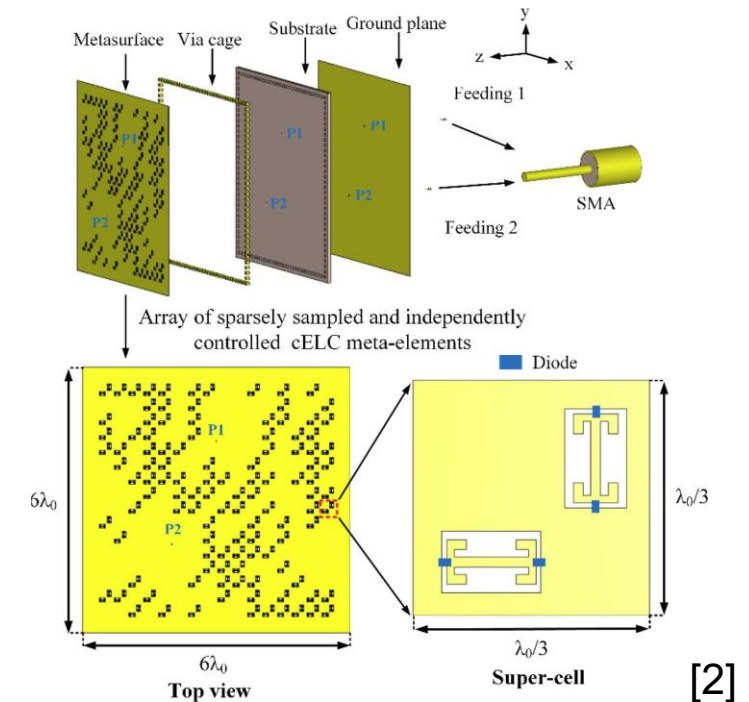 Metasurface
Via cage
Substrate
Ground plane
y
z
x
P1
P2
P1
P2
P1
P2
Feeding 1
Feeding 2
SMA
Array of sparsely sampled and independently
controlled cELC meta-elements
Diode
P1
P2
6λ₀
6λ₀
Top view
λ₀/3
λ₀/3
Super-cell
[2]